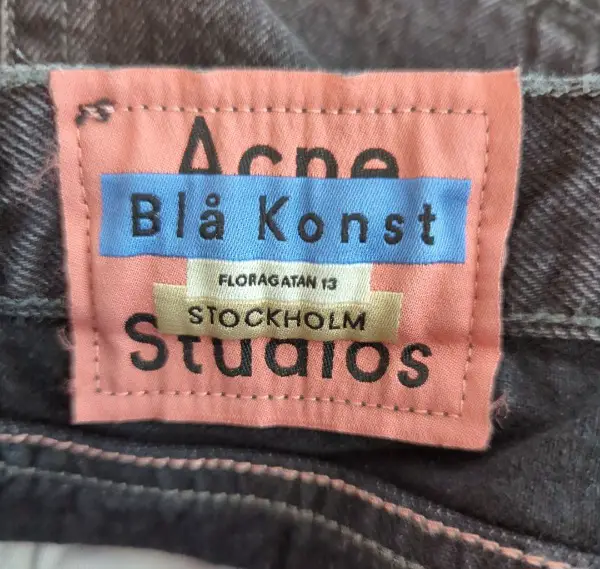 Acne
Blå Konst
FLORAGATAN 13
STOCKHOLM
Studios